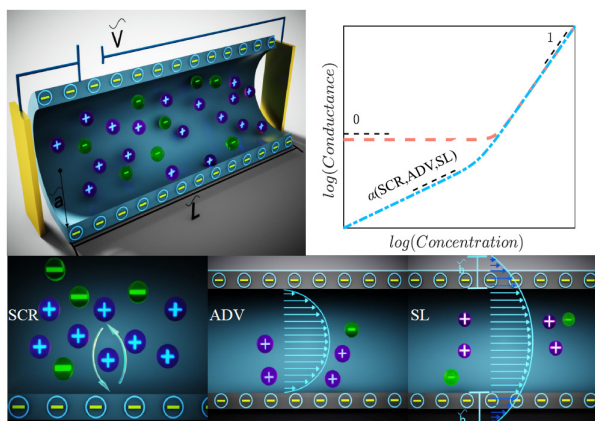 Ṽ
a
L̃
log(Conductance)
0
1
α(SCR,ADV,SL)
log(Concentration)
SCR
ADV
SL
b̃
b̃